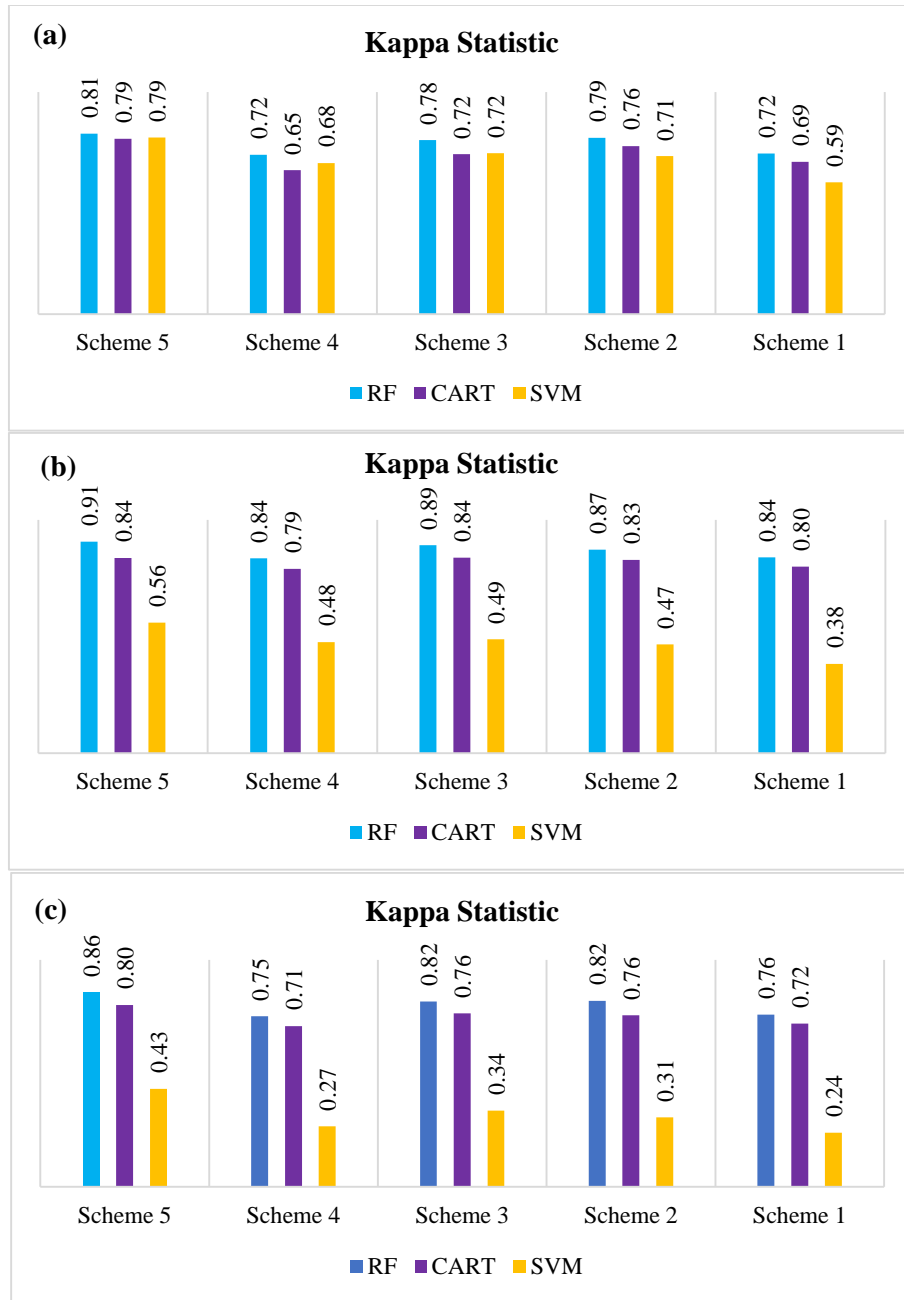 (a)
Kappa Statistic
0.81 0.79 0.79 0.72 0.65 0.68 0.78 0.72 0.72 0.79 0.76 0.71 0.72 0.69 0.59
Scheme 5 Scheme 4 Scheme 3 Scheme 2 Scheme 1
RF CART SVM
(b)
Kappa Statistic
0.91 0.84 0.56 0.84 0.79 0.48 0.89 0.84 0.49 0.87 0.83 0.47 0.84 0.80 0.38
Scheme 5 Scheme 4 Scheme 3 Scheme 2 Scheme 1
RF CART SVM
(c)
Kappa Statistic
0.86 0.80 0.43 0.75 0.71 0.27 0.82 0.76 0.34 0.82 0.76 0.31 0.76 0.72 0.24
Scheme 5 Scheme 4 Scheme 3 Scheme 2 Scheme 1
RF CART SVM